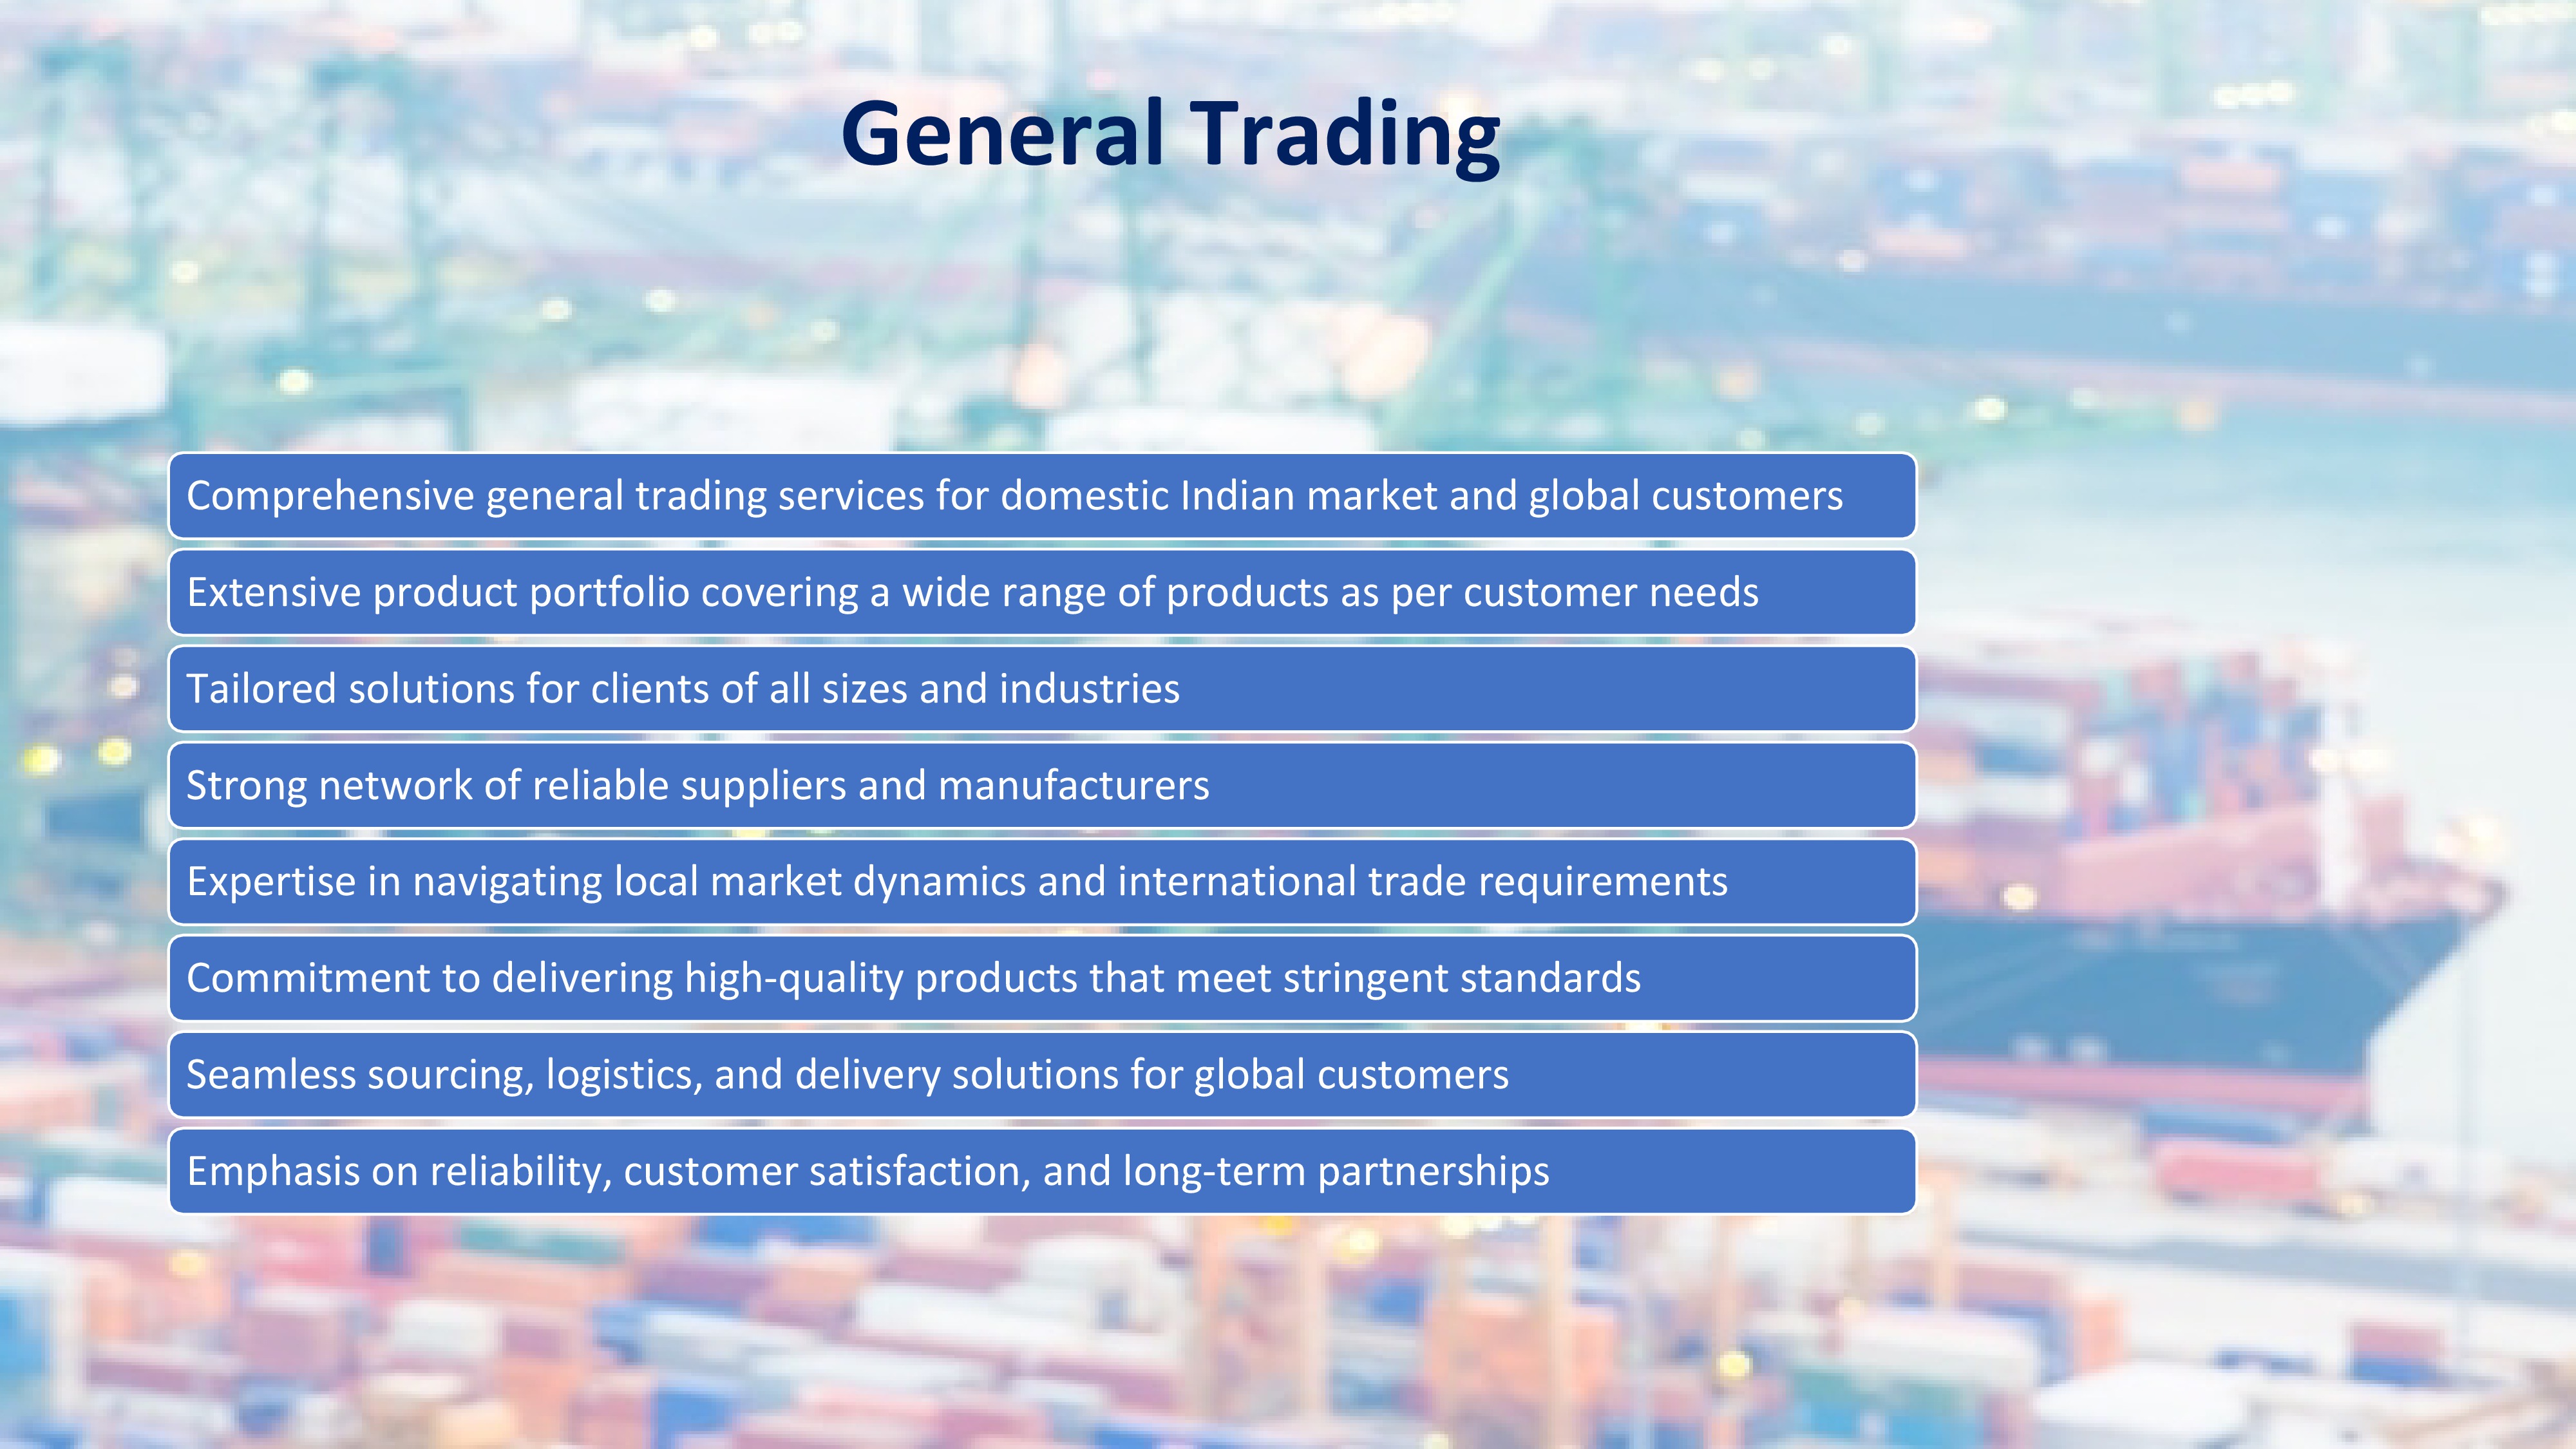 General Trading
Comprehensive general trading services for domestic Indian market and global customers
Extensive product portfolio covering a wide range of products as per customer needs
Tailored solutions for clients of all sizes and industries
Strong network of reliable suppliers and manufacturers
Expertise in navigating local market dynamics and international trade requirements
Commitment to delivering high-quality products that meet stringent standards
Seamless sourcing, logistics, and delivery solutions for global customers
Emphasis on reliability, customer satisfaction, and long-term partnerships